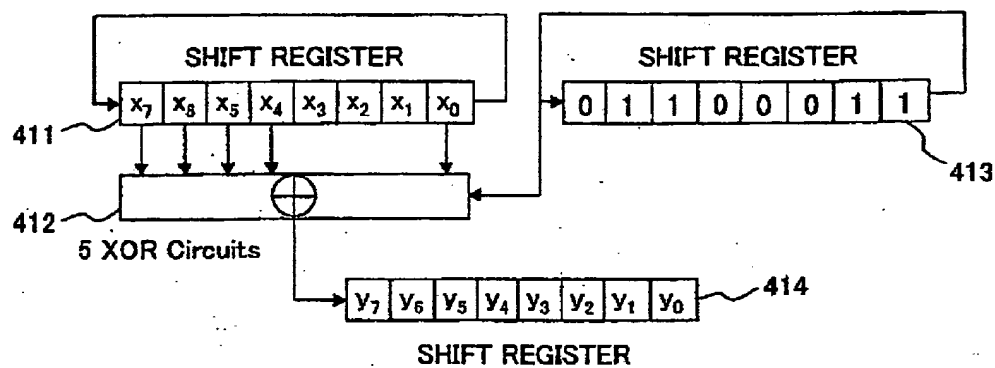 SHIFT REGISTER
SHIFT REGISTER
x7 x8 x5 x4 x3 x2 x1 x0
0 1 1 0 0 0 1 1
411
413
412
5 XOR Circuits
y7 y6 y5 y4 y3 y2 y1 y0
414
SHIFT REGISTER